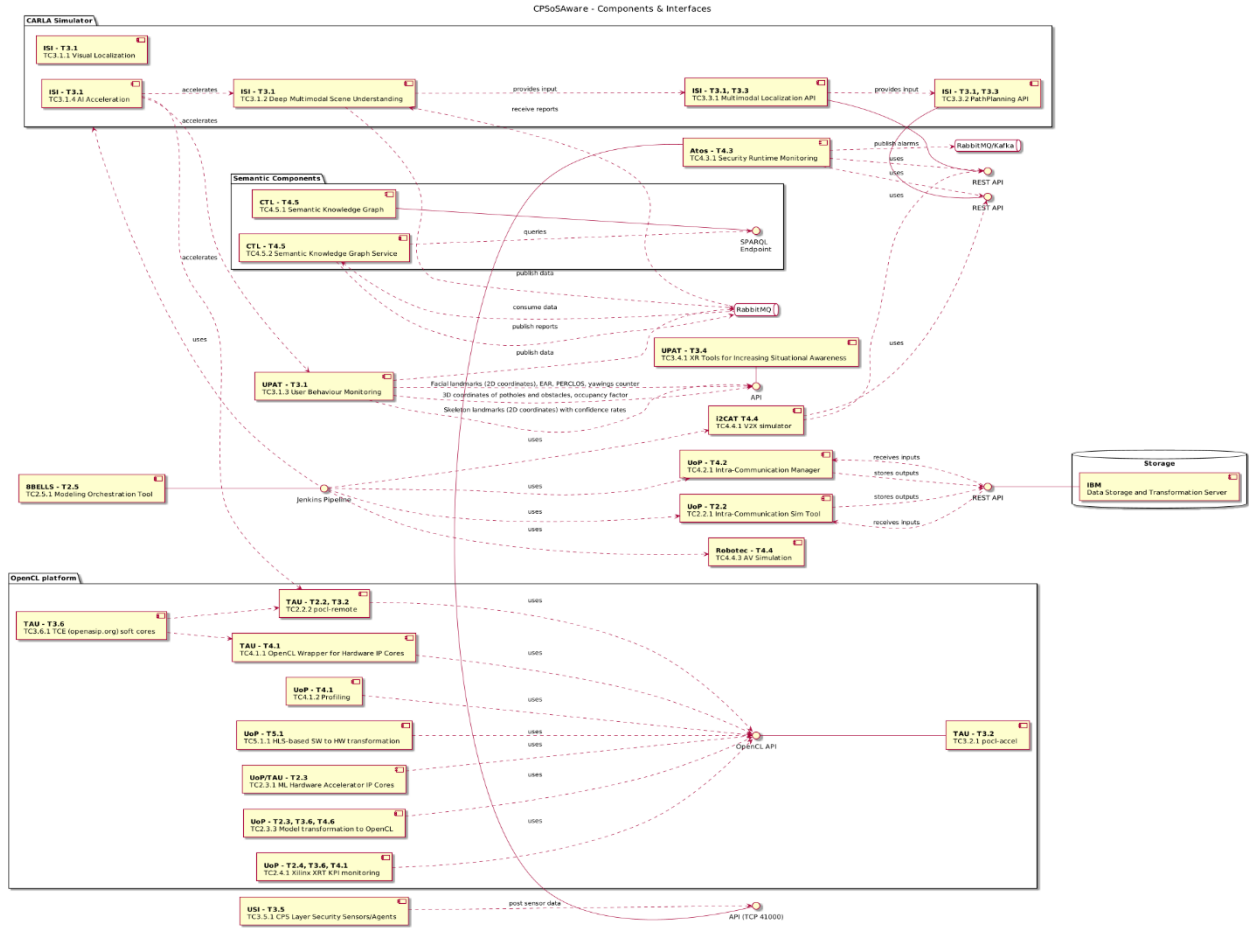 CPSoSAware - Components & Interfaces
CARLA Simulator
ISI - T3.1
TC3.1.1 Visual Localization
ISI - T3.1
TC3.1.4 AI Acceleration
accelerates
ISI - T3.1
TC3.1.2 Deep Multimodal Scene Understanding
provides input
ISI - T3.1, T3.3
TC3.3.1 Multimodal Localization API
provides input
ISI - T3.1, T3.3
TC3.3.2 PathPlanning API
receive reports
accelerates
Atos - T4.3
TC4.3.1 Security Runtime Monitoring
publish alarms
RabbitMQ/Kafka
uses
REST API
uses
uses
REST API
Semantic Components
CTL - T4.5
TC4.5.1 Semantic Knowledge Graph
CTL - T4.5
TC4.5.2 Semantic Knowledge Graph Service
queries
SPARQL
Endpoint
accelerates
publish data
consume data
RabbitMQ
publish reports
uses
publish data
UPAT - T3.4
TC3.4.1 XR Tools for Increasing Situational Awareness
uses
UPAT - T3.1
TC3.1.3 User Behaviour Monitoring
Facial landmarks (2D coordinates), EAR, PERCLOS, yawings counter
3D coordinates of potholes and obstacles, occupancy factor
Skeleton landmarks (2D coordinates) with confidence rates
API
i2CAT T4.4
TC4.4.1 V2X simulator
uses
UoP - T4.2
TC4.2.1 Intra-Communication Manager
receives inputs
stores outputs
Storage
IBM
Data Storage and Transformation Server
8BELLS - T2.5
TC2.5.1 Modeling Orchestration Tool
Jenkins Pipeline
uses
REST API
UoP - T2.2
TC2.2.1 Intra-Communication Sim Tool
stores outputs
receives inputs
uses
uses
Robotec - T4.4
TC4.4.3 AV Simulation
OpenCL platform
TAU - T3.6
TC3.6.1 TCE (openasip.org) soft cores
TAU - T2.2, T3.2
TC2.2.2 pocl-remote
uses
TAU - T4.1
TC4.1.1 OpenCL Wrapper for Hardware IP Cores
uses
UoP - T4.1
TC4.1.2 Profiling
uses
UoP - T5.1
TC5.1.1 HLS-based SW to HW transformation
uses
uses
OpenCL API
TAU - T3.2
TC3.2.1 pocl-accel
UoP/TAU - T2.3
TC2.3.1 ML Hardware Accelerator IP Cores
uses
UoP - T2.3, T3.6, T4.6
TC2.3.3 Model transformation to OpenCL
uses
UoP - T2.4, T3.6, T4.1
TC2.4.1 Xilinx XRT KPI monitoring
USI - T3.5
TC3.5.1 CPS Layer Security Sensors/Agents
post sensor data
API (TCP 41000)